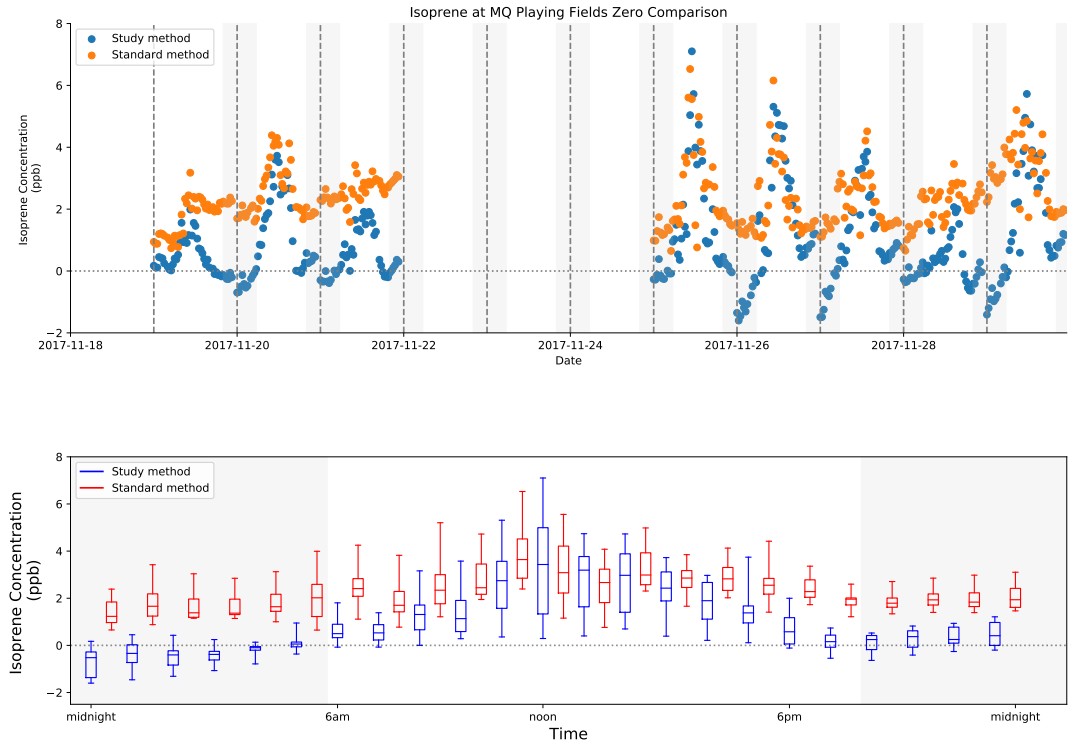 Isoprene at MQ Playing Fields Zero Comparison
8
6
4
2
0
−2
Isoprene Concentration
(ppb)
Study method
Standard method
2017-11-18
2017-11-20
2017-11-22
2017-11-24
2017-11-26
2017-11-28
Date
8
6
4
2
0
−2
Isoprene Concentration
(ppb)
Study method
Standard method
midnight
6am
noon
6pm
midnight
Time